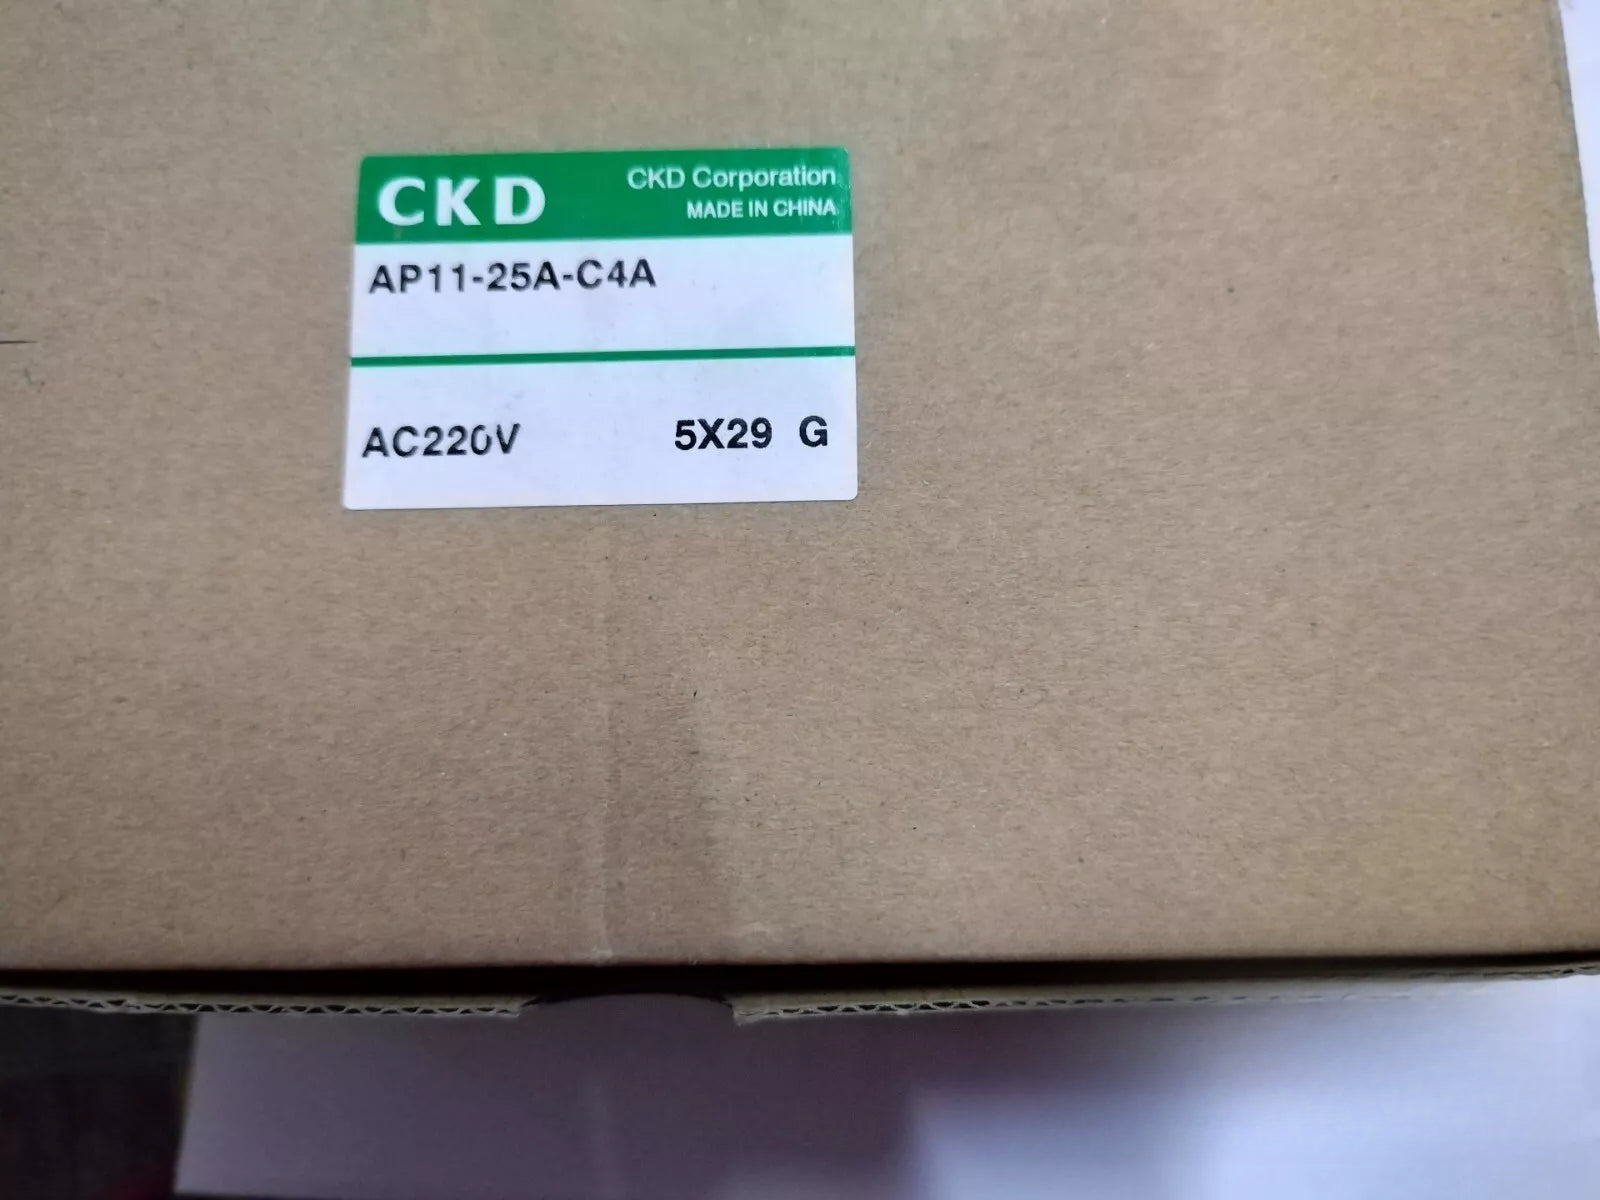 CKD
CKD Corporation
MADE IN CHINA
AP11-25A-C4A
AC220V 5X29 G